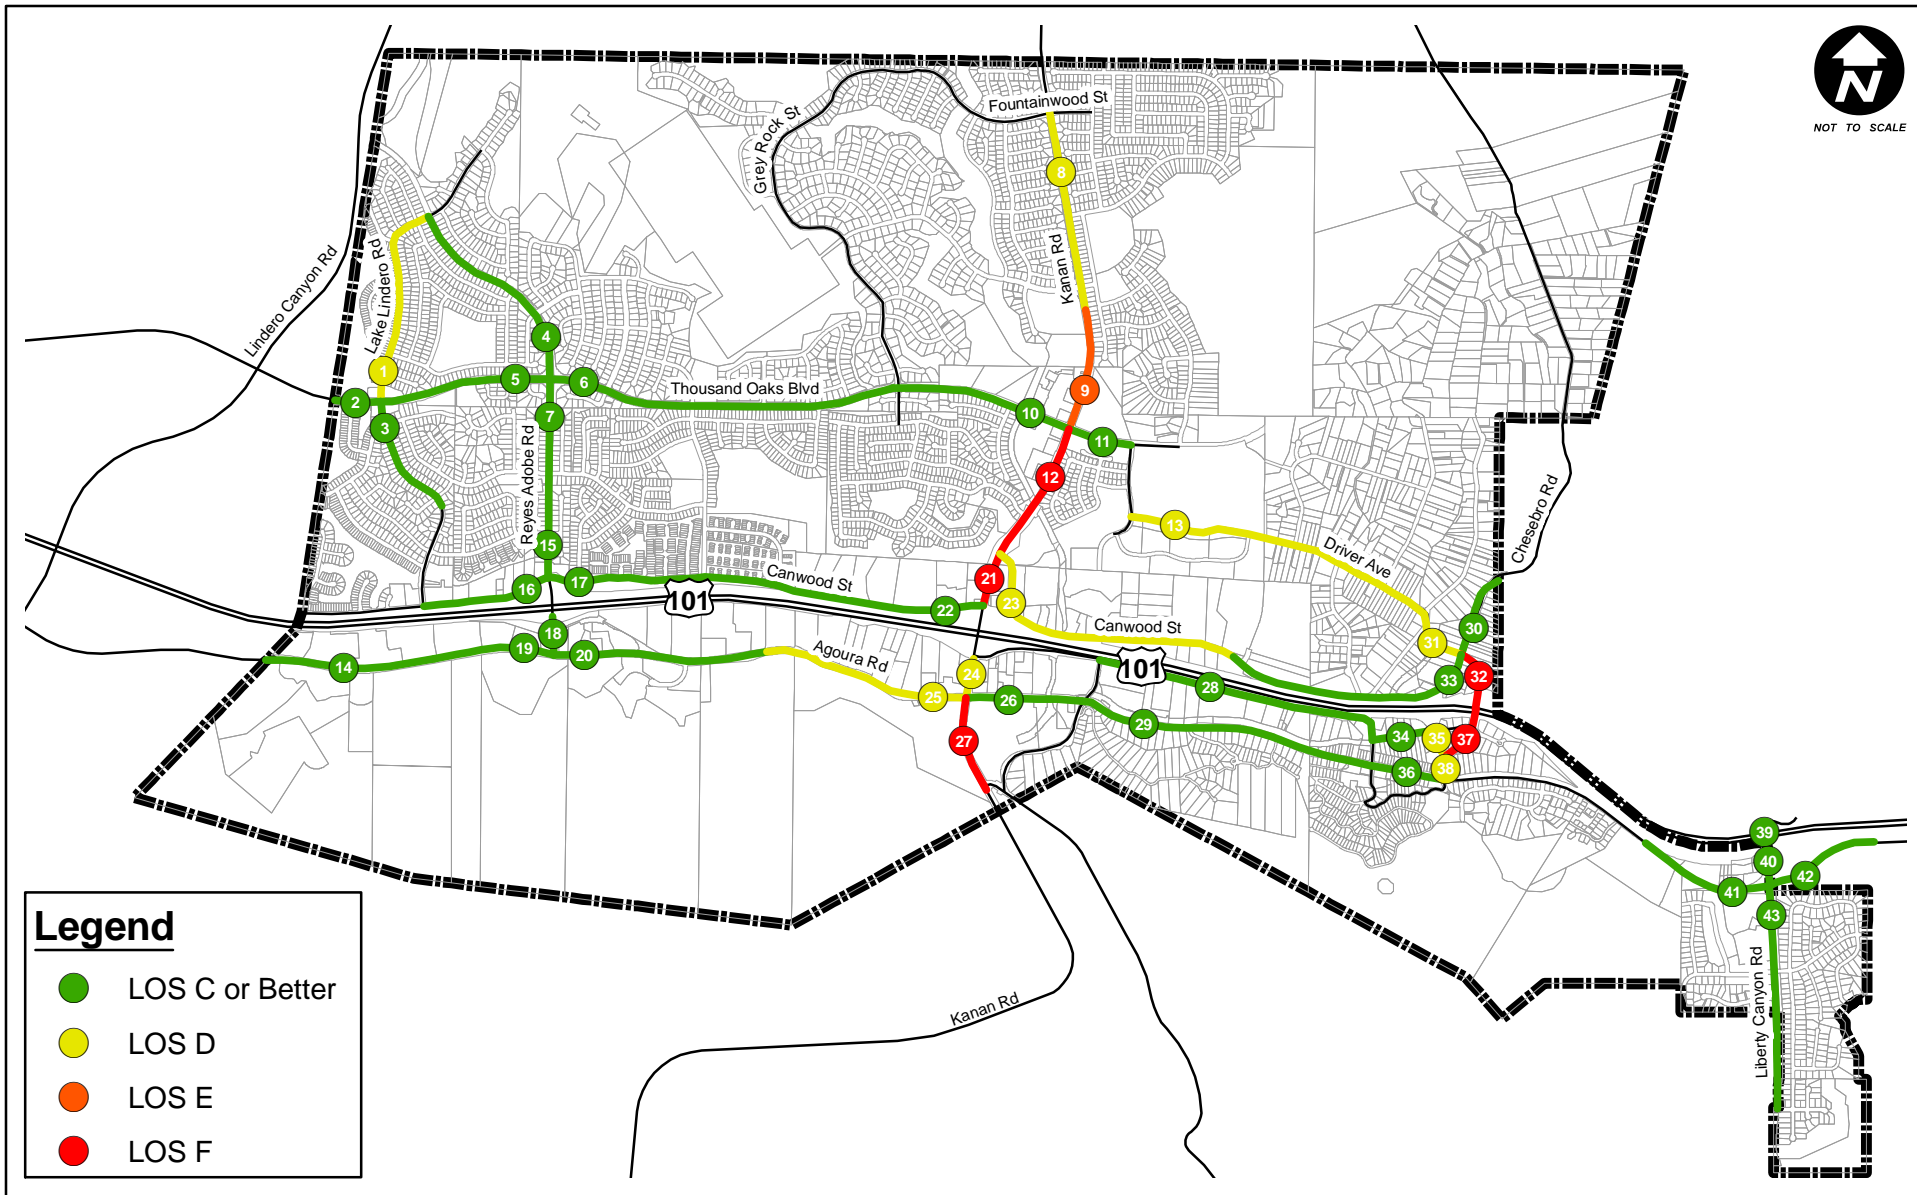 N
NOT TO SCALE
Fountainwood St
Grey Rock St
8
Kanan Rd
Lindero Canyon Rd
Lake Lindero Rd
4
1
5
6
Thousand Oaks Blvd
2
9
3
7
10
11
Reyes Adobe Rd
12
13
Chesebro Rd
Driver Ave
15
16
17
Canwood St
101
21
22
23
Canwood St
30
31
18
19
20
14
Agoura Rd
24
25
26
101
28
33
32
27
29
34
35
37
36
38
39
40
41
42
43
Liberty Canyon Rd
Kanan Rd
Legend
LOS C or Better
LOS D
LOS E
LOS F